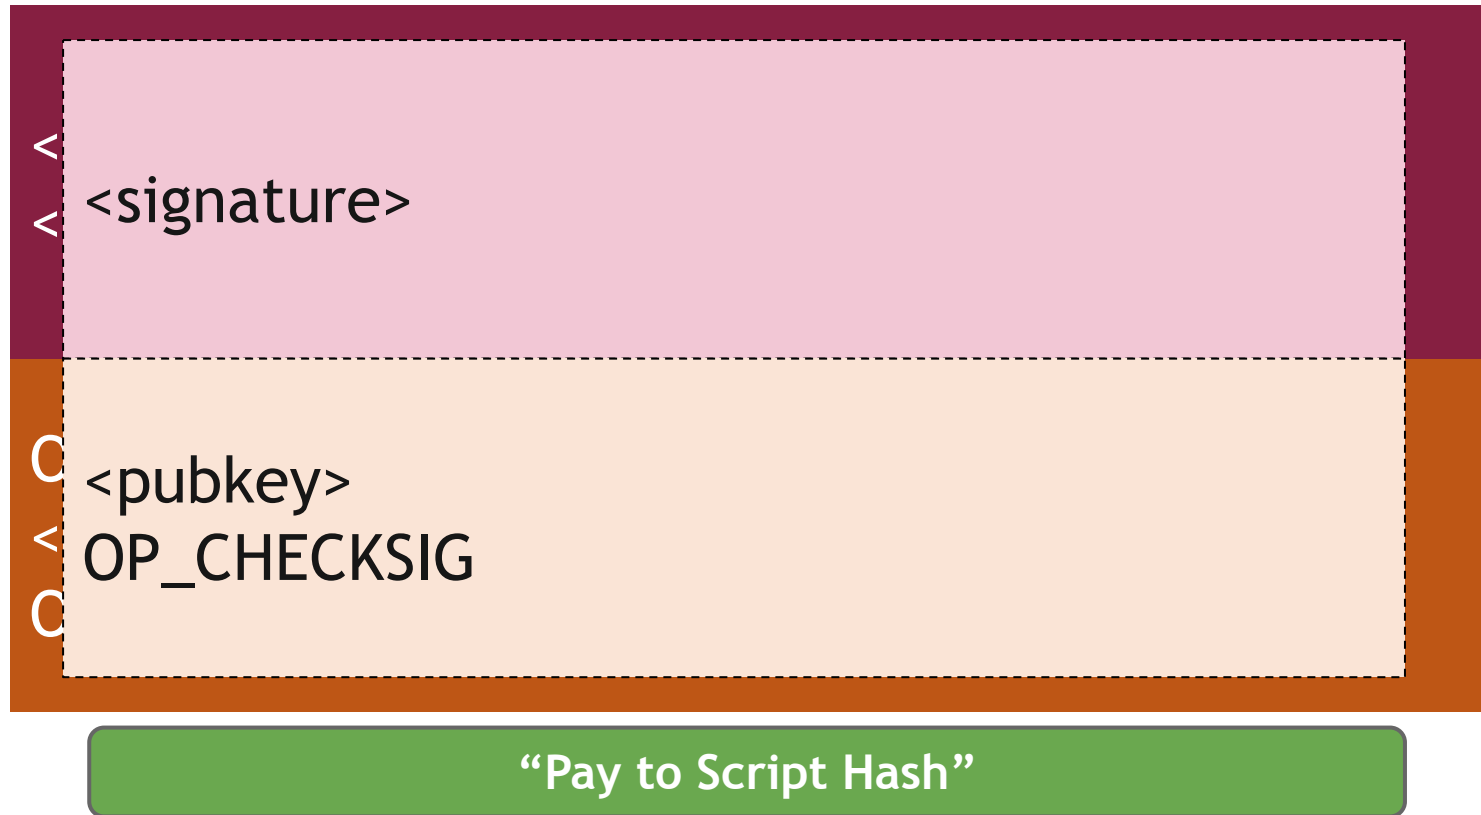 <
<signature>
<
O
<pubkey>
<
OP_CHECKSIG
O
“Pay to Script Hash”